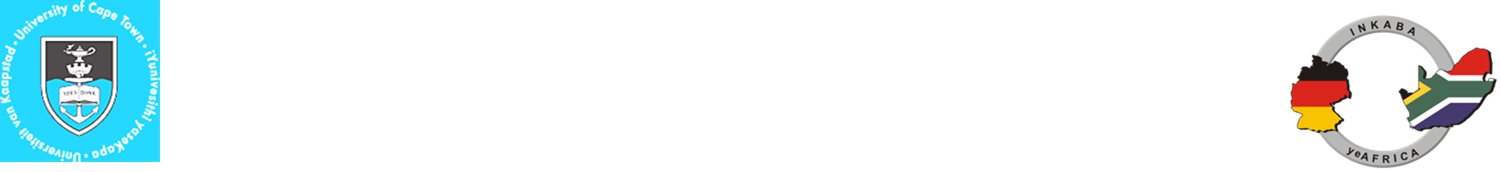 University of Cape Town · iYunivesithi yaseKapa · Universiteit van Kaapstad ·
SPES BONA
INKABA
yeAFRICA